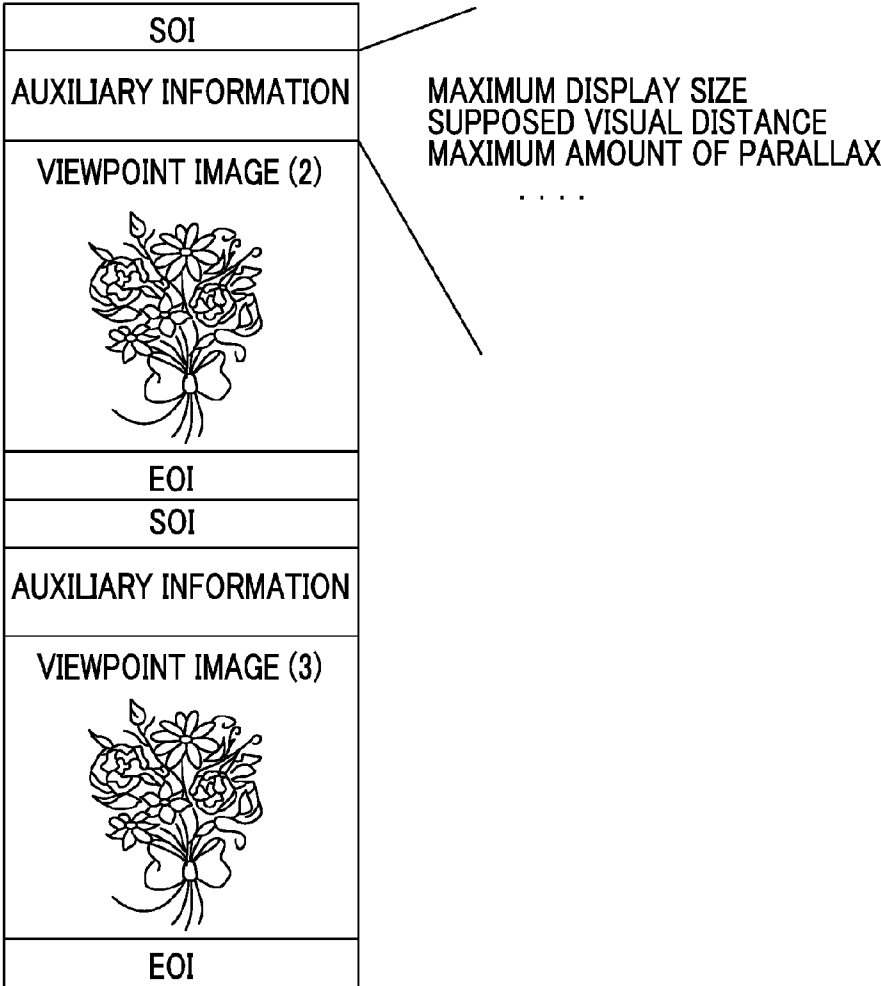 SOI
AUXILIARY INFORMATION
MAXIMUM DISPLAY SIZE
SUPPOSED VISUAL DISTANCE
MAXIMUM AMOUNT OF PARALLAX
. . . .
VIEWPOINT IMAGE (2)
EOI
SOI
AUXILIARY INFORMATION
VIEWPOINT IMAGE (3)
EOI